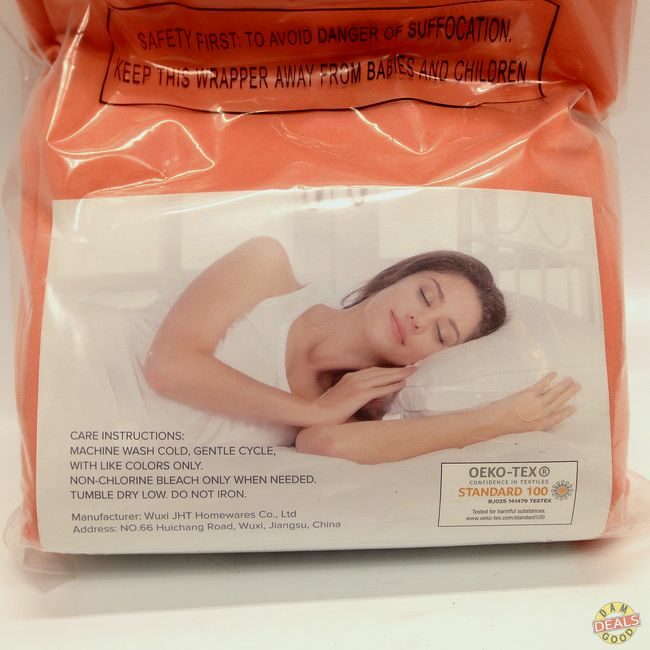 SAFETY FIRST: TO AVOID DANGER OF SUFFOCATION.
KEEP THIS WRAPPER AWAY FROM BABIES AND CHILDREN
CARE INSTRUCTIONS:
MACHINE WASH COLD, GENTLE CYCLE,
WITH LIKE COLORS ONLY.
NON-CHLORINE BLEACH ONLY WHEN NEEDED.
TUMBLE DRY LOW. DO NOT IRON.
Manufacturer: Wuxi JHT Homewares Co., Ltd
Address: NO.66 Huichang Road, Wuxi, Jiangsu, China
OEKO-TEX®
CONFIDENCE IN TEXTILES
STANDARD 100
BJ025 141479 TESTEX
Tested for harmful substances.
www.oeko-tex.com/standard100
DAM
GOOD
DEALS